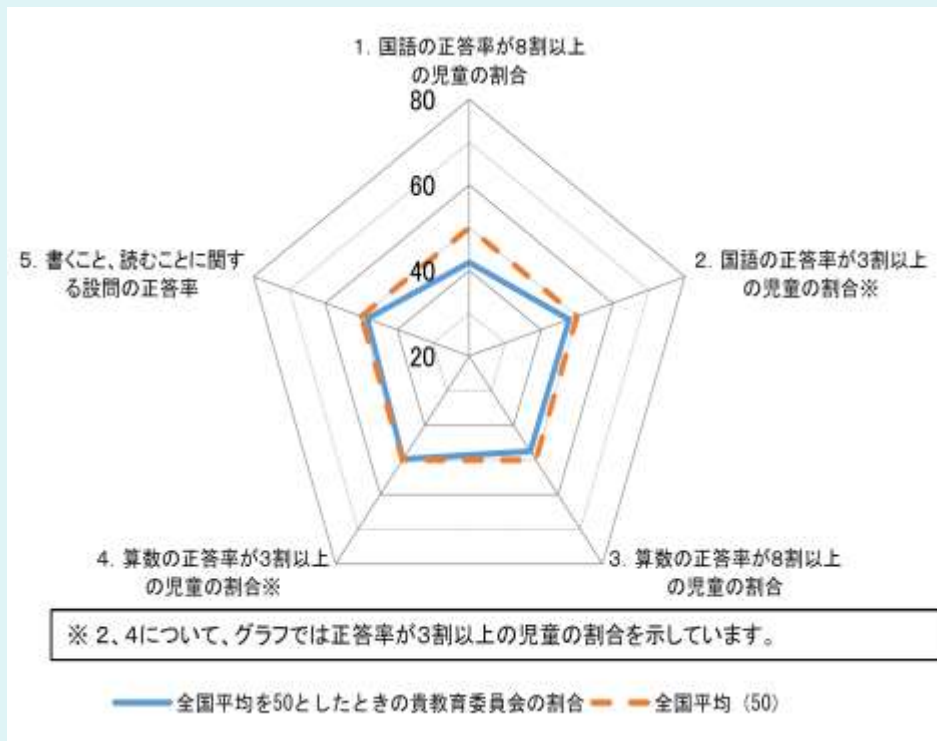 1. 国語の正答率が8割以上
の児童の割合
80
60
40
20
5. 書くこと、読むことに関す
る設問の正答率
2. 国語の正答率が3割以上
の児童の割合※
4. 算数の正答率が3割以上
の児童の割合※
3. 算数の正答率が8割以上
の児童の割合
※ 2、4について、グラフでは正答率が3割以上の児童の割合を示しています。
全国平均を50としたときの貴教育委員会の割合
全国平均（50）